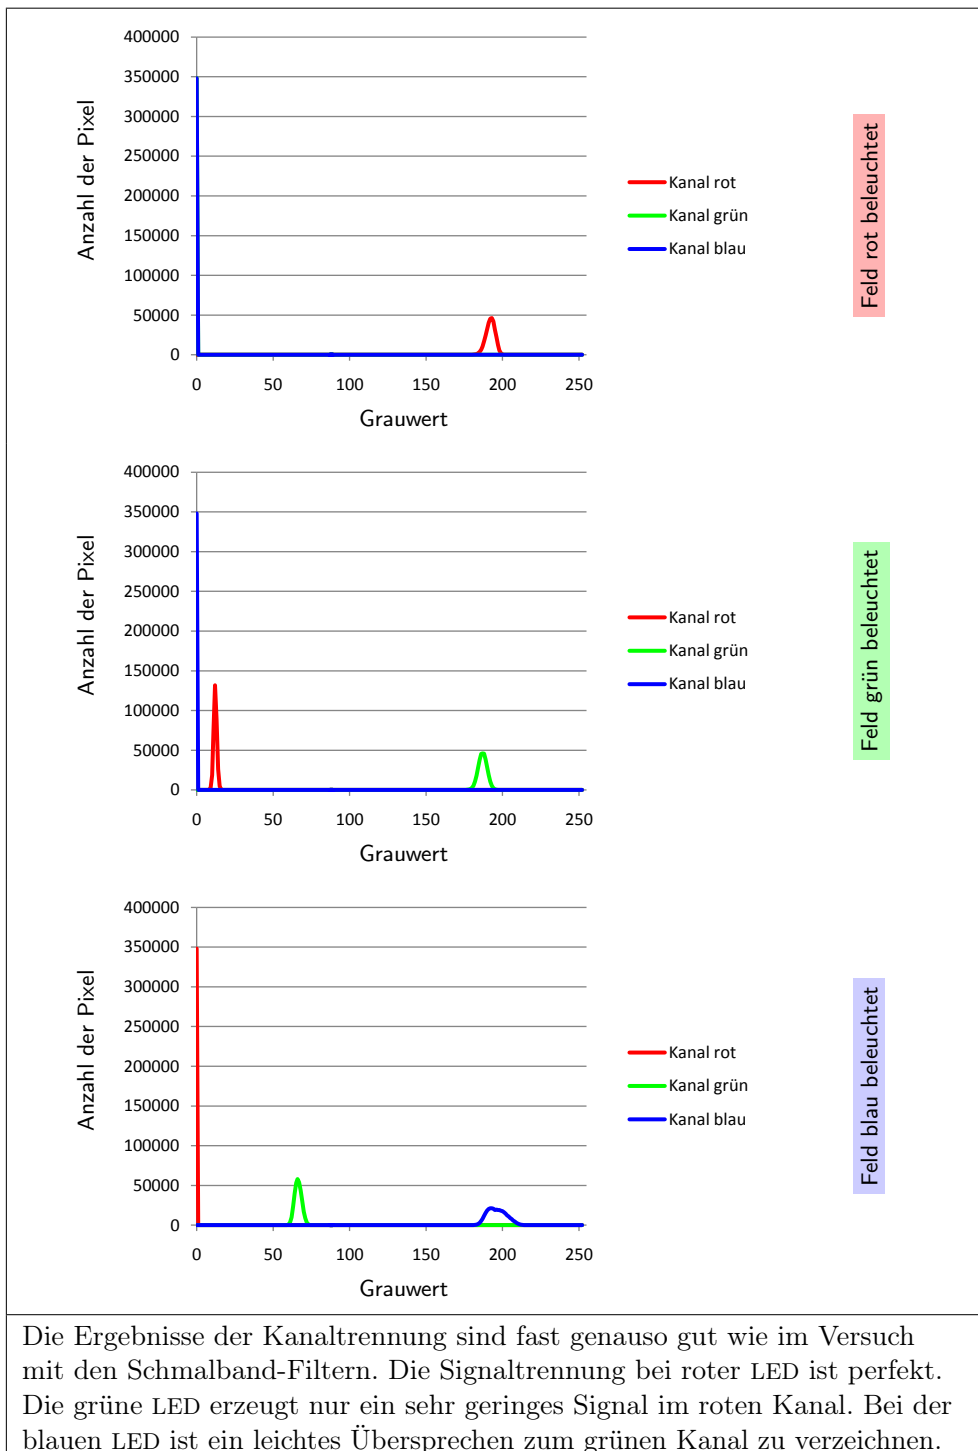 400000
350000
300000
250000
200000
150000
100000
50000
0
Anzahl der Pixel
0 50 100 150 200 250
Grauwert
Kanal rot
Kanal grün
Kanal blau
Feld rot beleuchtet
400000
350000
300000
250000
200000
150000
100000
50000
0
Anzahl der Pixel
0 50 100 150 200 250
Grauwert
Kanal rot
Kanal grün
Kanal blau
Feld grün beleuchtet
400000
350000
300000
250000
200000
150000
100000
50000
0
Anzahl der Pixel
0 50 100 150 200 250
Grauwert
Kanal rot
Kanal grün
Kanal blau
Feld blau beleuchtet
Die Ergebnisse der Kanaltrennung sind fast genauso gut wie im Versuch
mit den Schmalband-Filtern. Die Signaltrennung bei roter LED ist perfekt.
Die grüne LED erzeugt nur ein sehr geringes Signal im roten Kanal. Bei der
blauen LED ist ein leichtes Übersprechen zum grünen Kanal zu verzeichnen.